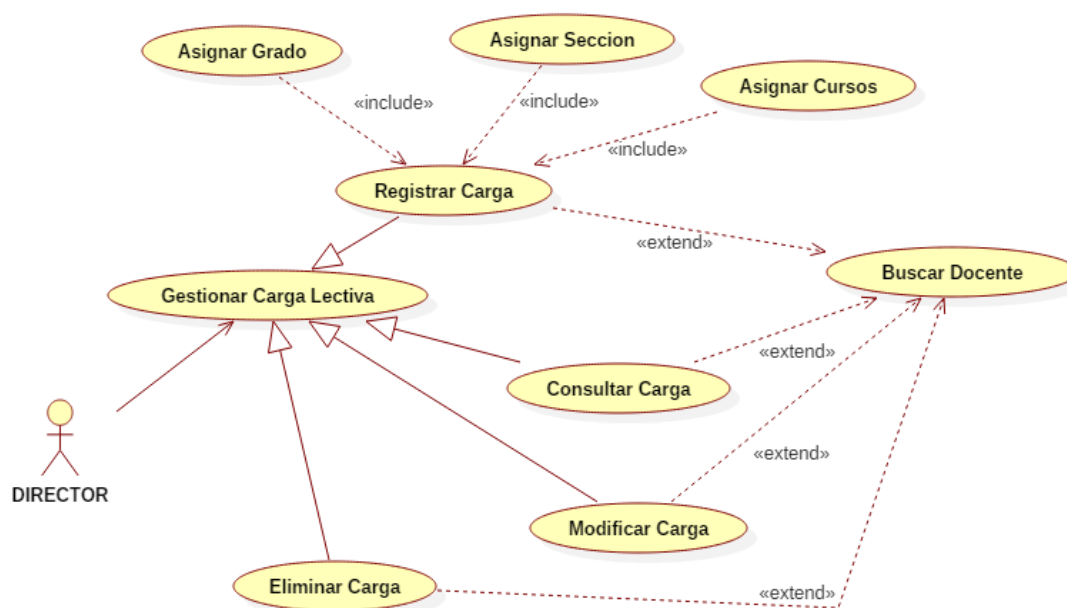 Asignar Grado
Asignar Seccion
Asignar Cursos
«include»
«include»
«include»
Registrar Carga
«extend»
Buscar Docente
Gestionar Carga Lectiva
«extend»
Consultar Carga
«extend»
DIRECTOR
Modificar Carga
Eliminar Carga
«extend»